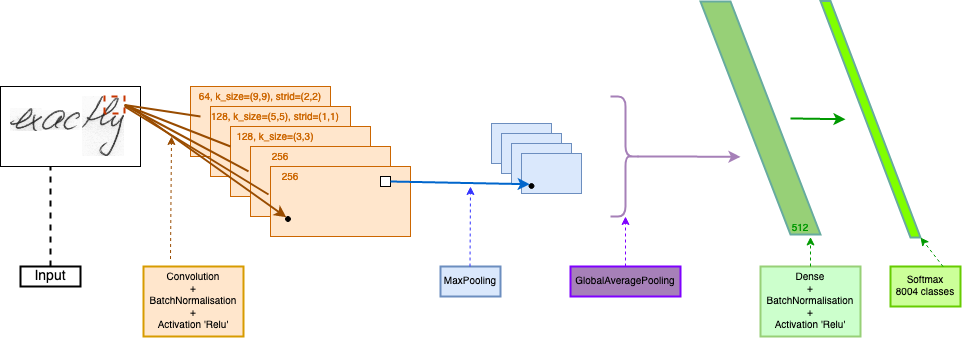 exactly
64, k_size=(9,9), strid=(2,2)
128, k_size=(5,5), strid=(1,1)
128, k_size=(3,3)
256
256
512
Input
Convolution
+
BatchNormalisation
+
Activation 'Relu'
MaxPooling
GlobalAveragePooling
Dense
+
BatchNormalisation
+
Activation 'Relu'
Softmax
8004 classes